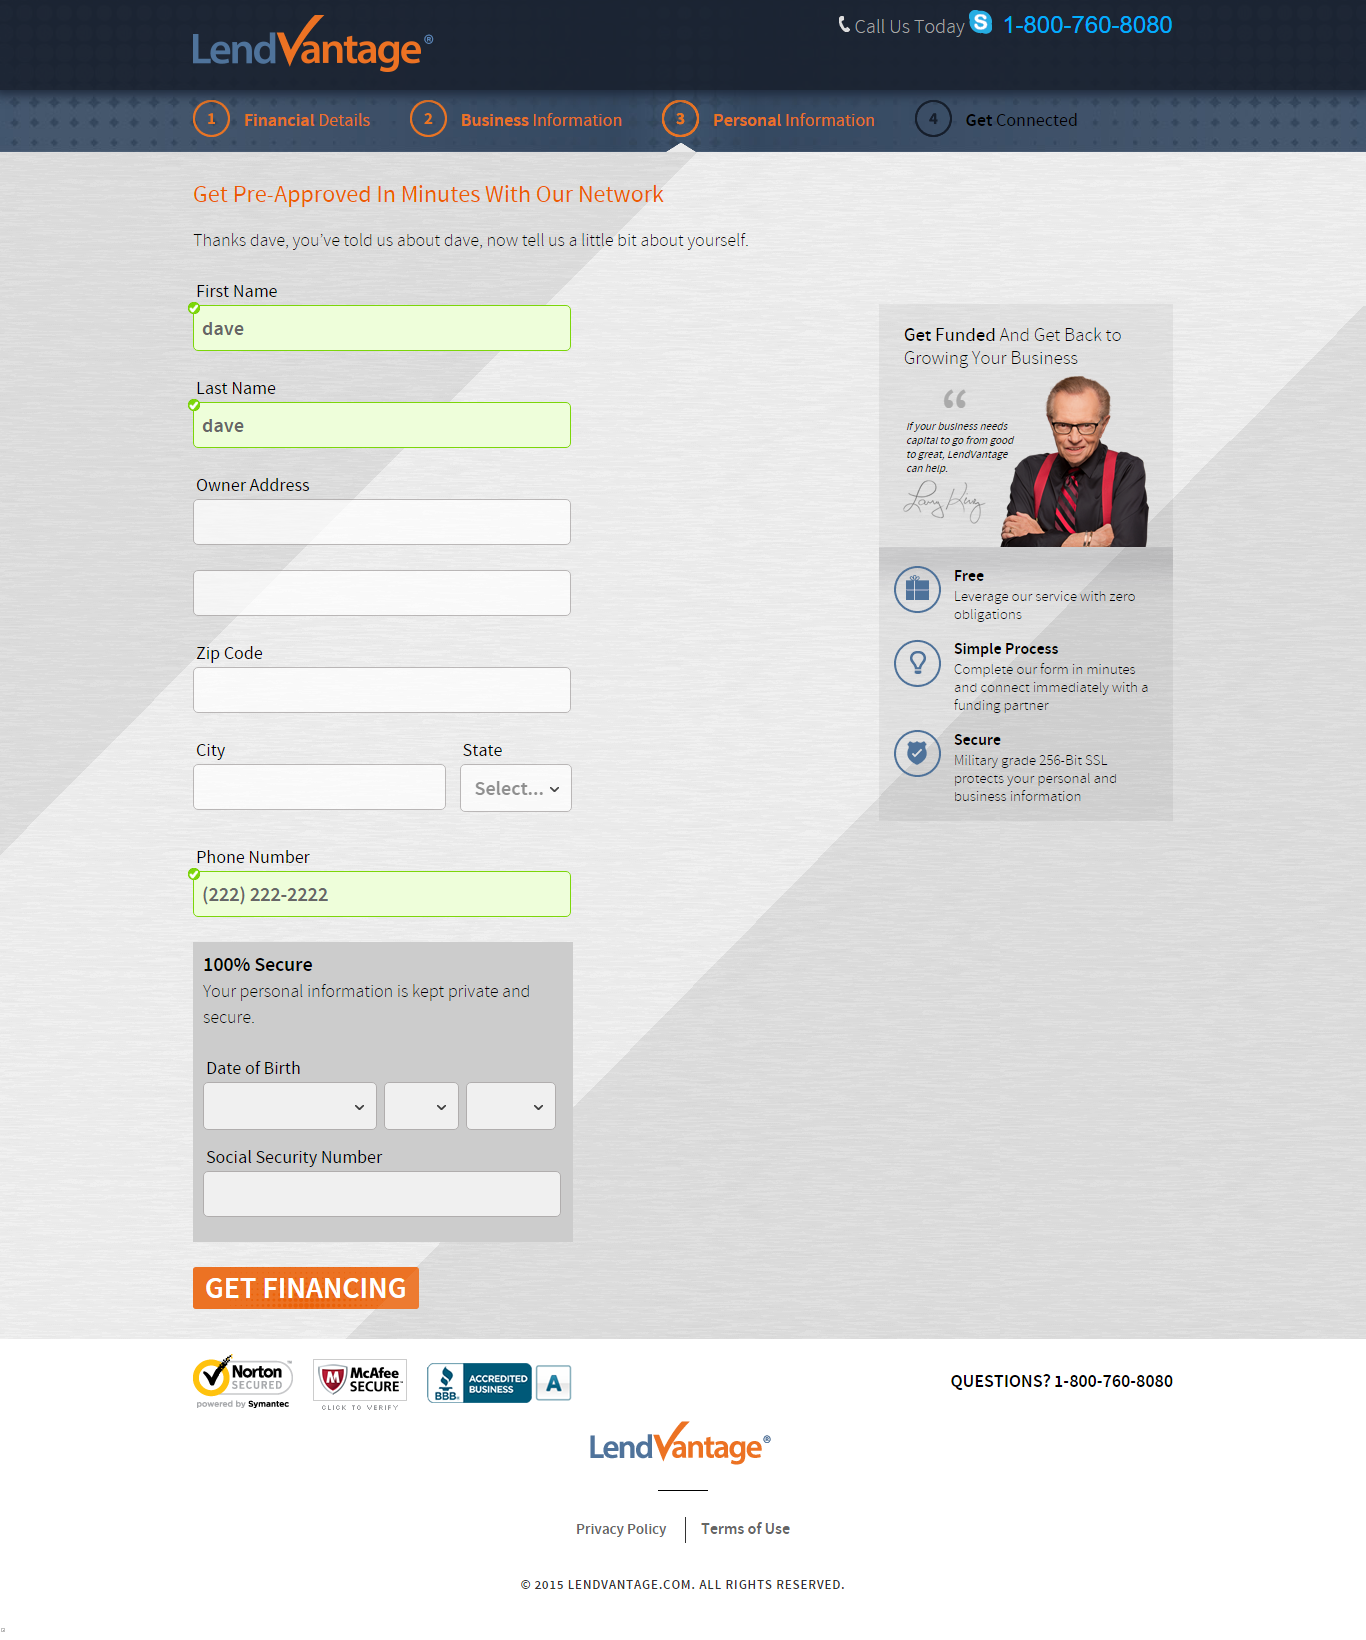 LendVantage®
Call Us Today 1-800-760-8080
1 Financial Details
2 Business Information
3 Personal Information
4 Get Connected
Get Pre-Approved In Minutes With Our Network
Thanks dave, you've told us about dave, now tell us a little bit about yourself.
First Name
dave
Last Name
dave
Owner Address
Zip Code
City
State
Select...
Phone Number
(222) 222-2222
100% Secure
Your personal information is kept private and
secure.
Date of Birth
Social Security Number
GET FINANCING
Get Funded And Get Back to
Growing Your Business
“
If your business needs
capital to go from good
to great, LendVantage
can help.
Larry King
Free
Leverage our service with zero
obligations
Simple Process
Complete our form in minutes
and connect immediately with a
funding partner
Secure
Military grade 256-Bit SSL
protects your personal and
business information
Norton
SECURED
powered by Symantec
McAfee
SECURE™
CLICK TO VERIFY
BBB.
ACCREDITED
BUSINESS
A
QUESTIONS? 1-800-760-8080
LendVantage®
Privacy Policy
Terms of Use
© 2015 LENDVANTAGE.COM. ALL RIGHTS RESERVED.